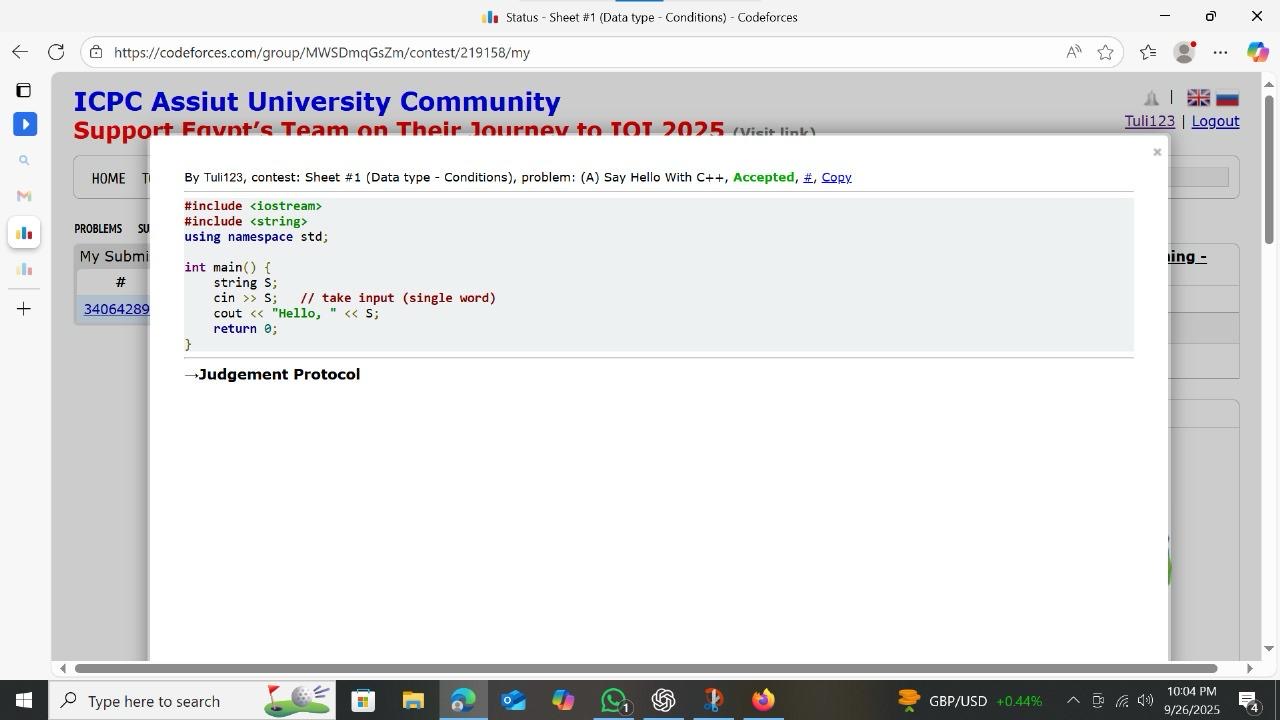 Status - Sheet #1 (Data type - Conditions) - Codeforces
https://codeforces.com/group/MWSDmqGsZm/contest/219158/my
ICPC Assiut University Community
Support Egypt's Team on Their Journey to IOI 2025 (Visit link)
Tuli123 | Logout
HOME
By Tuli123, contest: Sheet #1 (Data type - Conditions), problem: (A) Say Hello With C++, Accepted, #, Copy
PROBLEMS SU
My Submi
ing -
#
34064289
#include <iostream>
#include <string>
using namespace std;
int main() {
    string S;
    cin >> S;   // take input (single word)
    cout << "Hello, " << S;
    return 0;
}
→Judgement Protocol
Type here to search
1
GBP/USD +0.44%
10:04 PM
9/26/2025
4